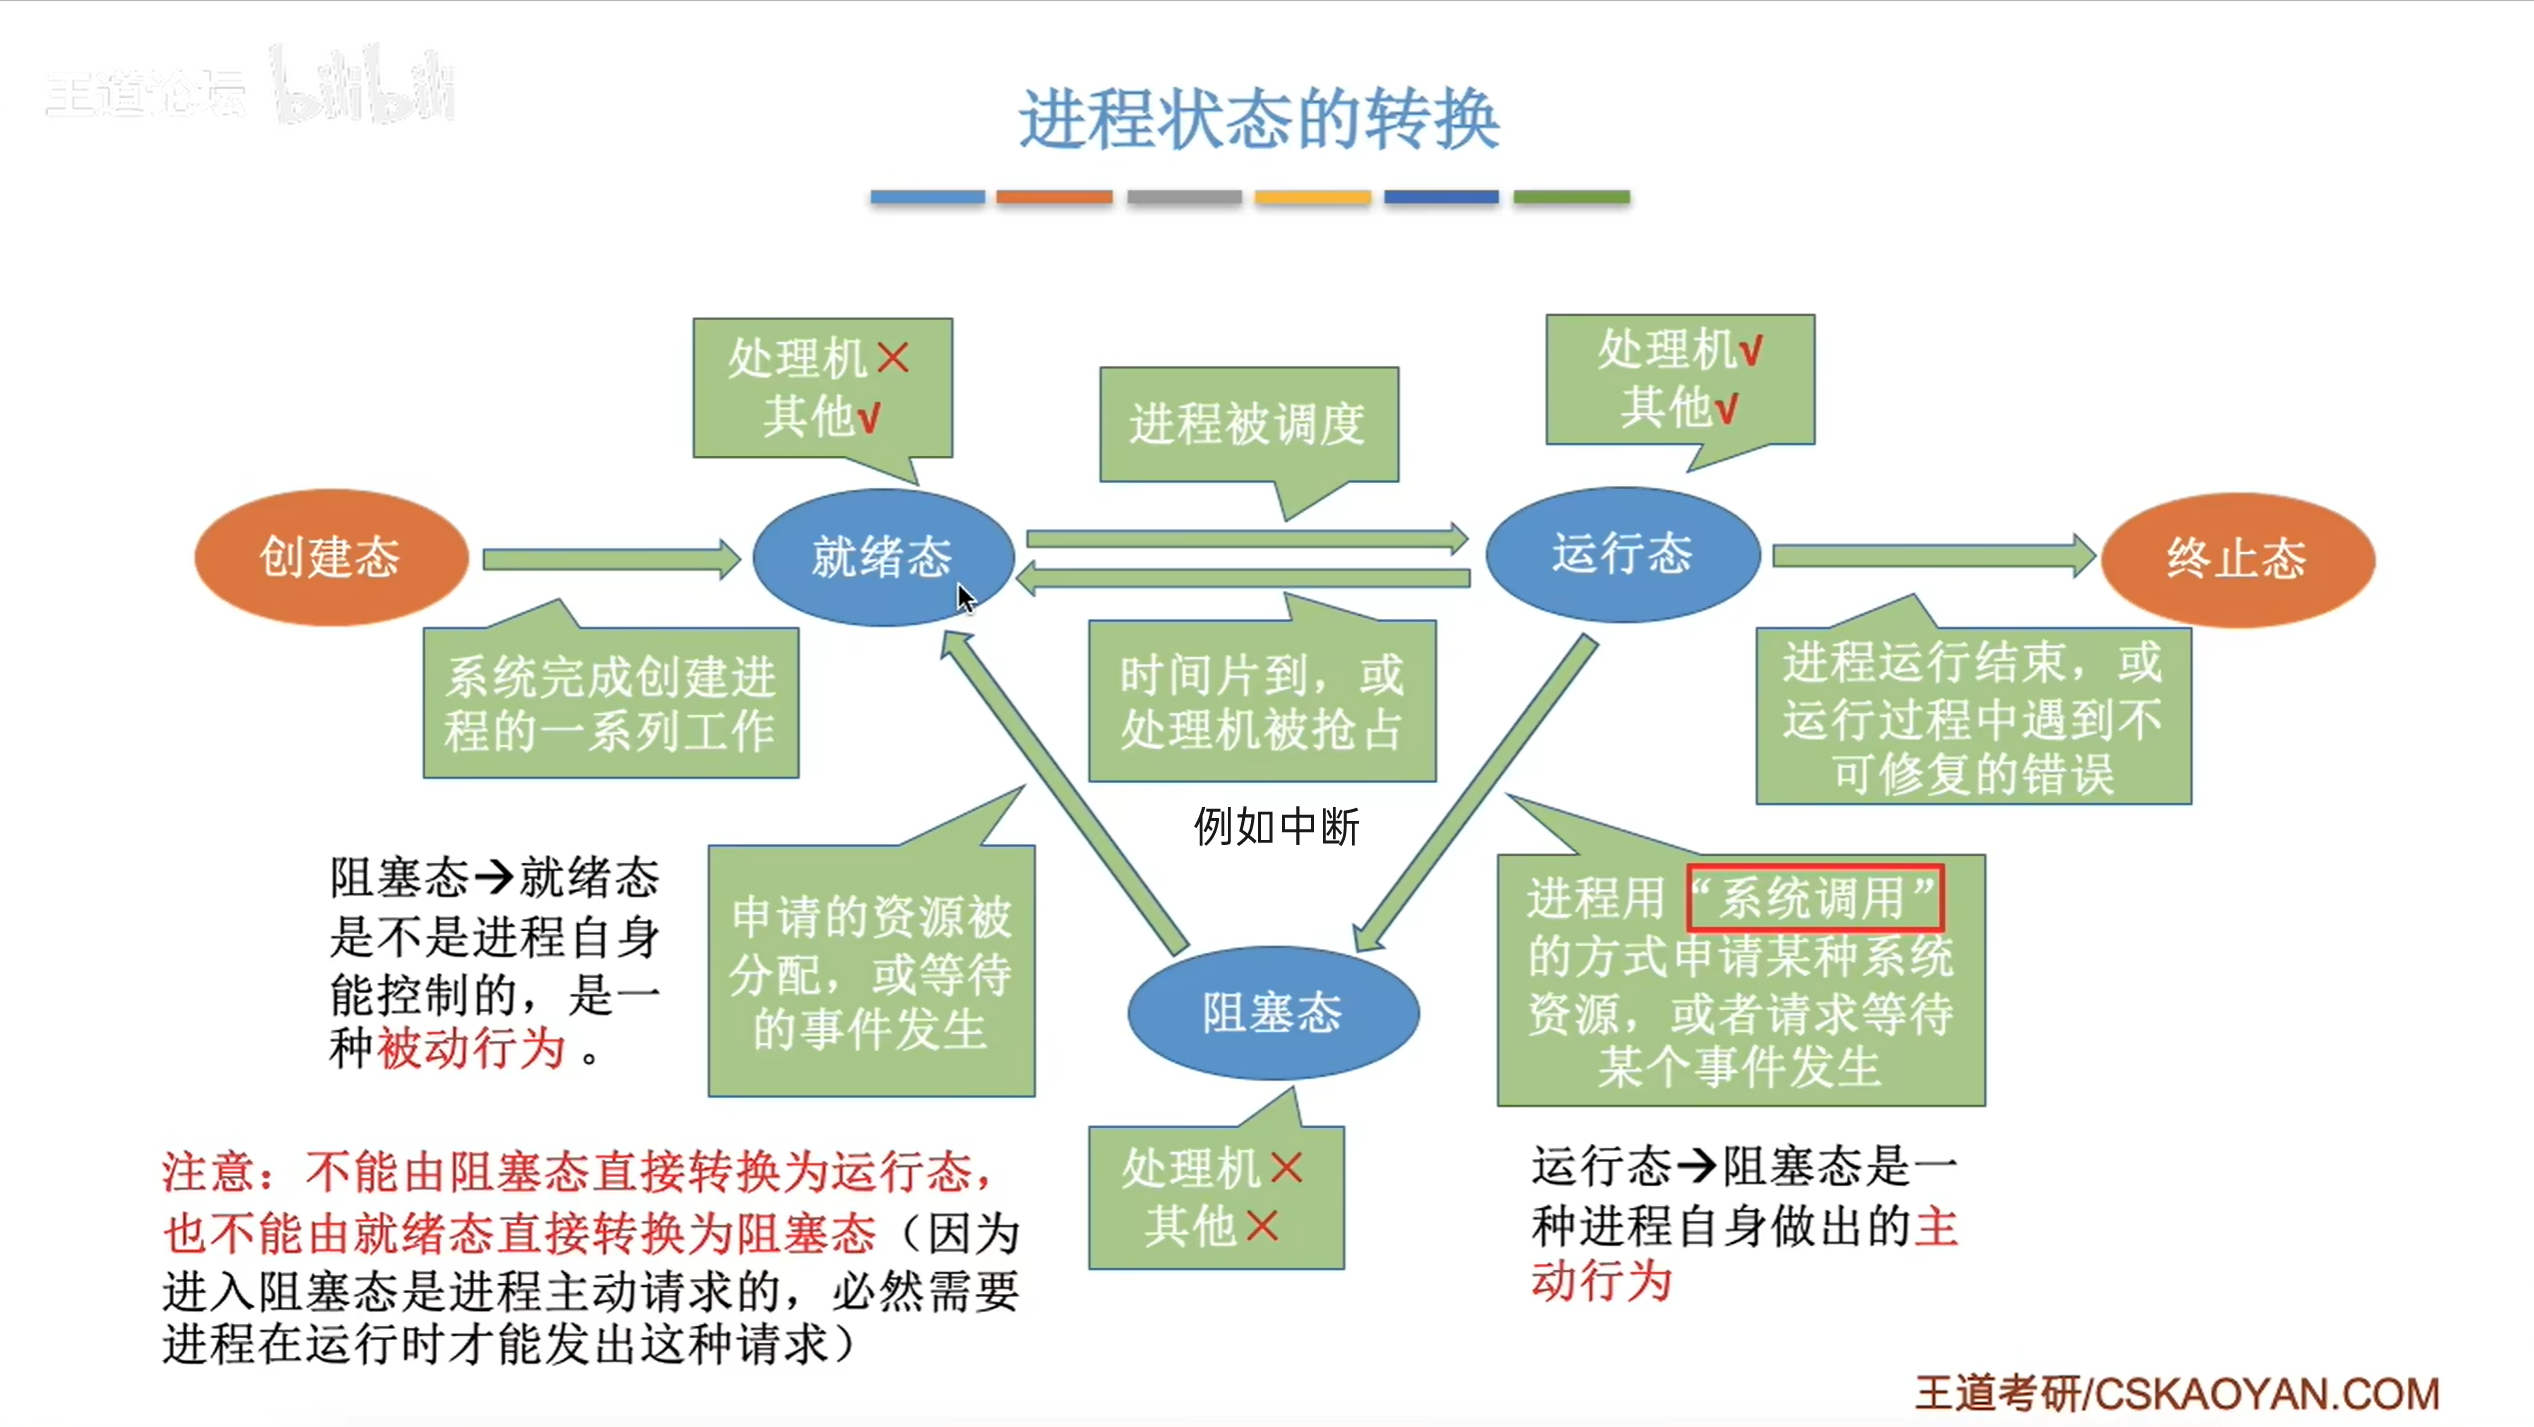 王道论坛 bilibili
进程状态的转换
处理机×
其他√
进程被调度
处理机√
其他√
创建态
就绪态
运行态
终止态
系统完成创建进
程的一系列工作
时间片到，或
处理机被抢占
进程运行结束，或
运行过程中遇到不
可修复的错误
例如中断
阻塞态→就绪态
是不是进程自身
能控制的，是一
种被动行为。
申请的资源被
分配，或等待
的事件发生
进程用“系统调用”
的方式申请某种系统
资源，或者请求等待
某个事件发生
阻塞态
处理机×
其他×
运行态→阻塞态是一
种进程自身做出的主
动行为
注意：不能由阻塞态直接转换为运行态，
也不能由就绪态直接转换为阻塞态（因为
进入阻塞态是进程主动请求的，必然需要
进程在运行时才能发出这种请求）
王道考研/CSKAOYAN.COM